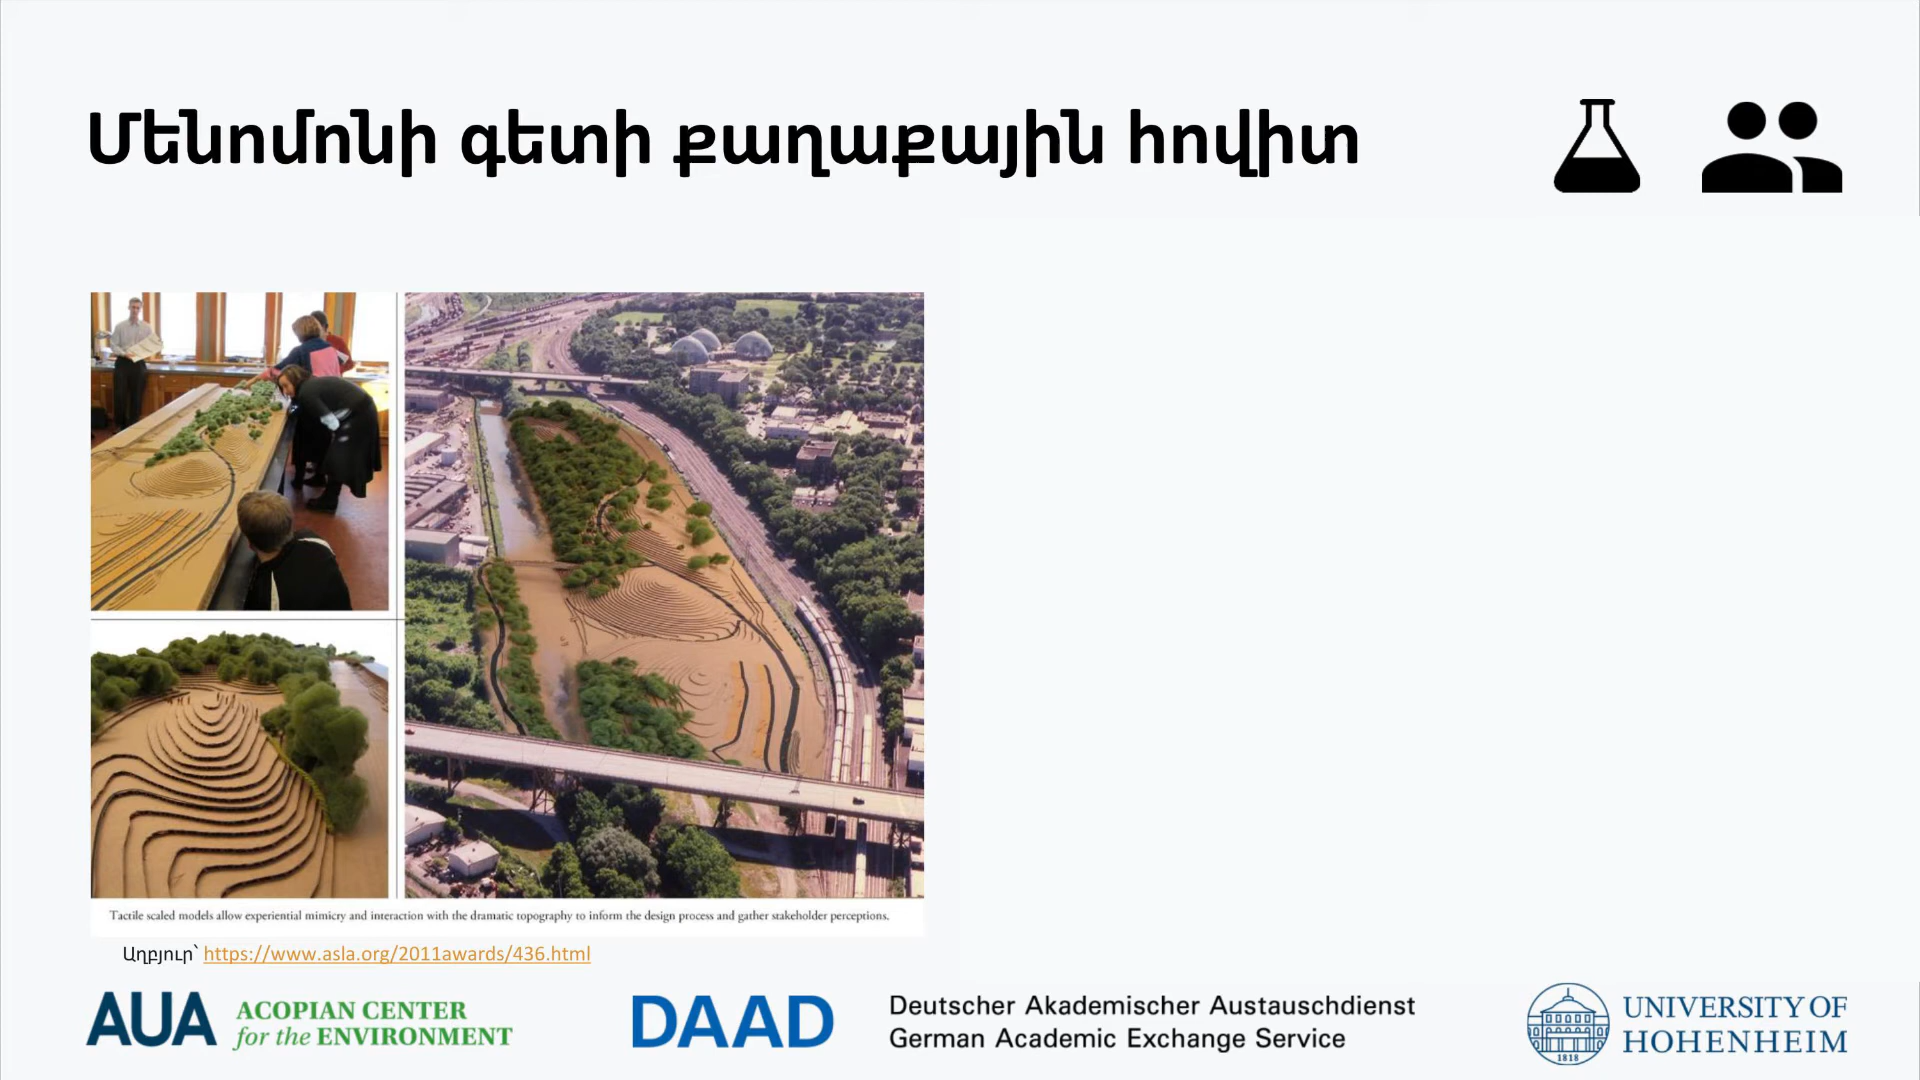 Մենոմոնի գետի քաղաքային հովիտ
Tactile scaled models allow experiential mimicry and interaction with the dramatic topography to inform the design process and gather stakeholder perceptions.
Աղբյուր՝ https://www.asla.org/2011awards/436.html
AUA ACOPIAN CENTER
for the ENVIRONMENT
DAAD
Deutscher Akademischer Austauschdienst
German Academic Exchange Service
1818
UNIVERSITY OF
HOHENHEIM